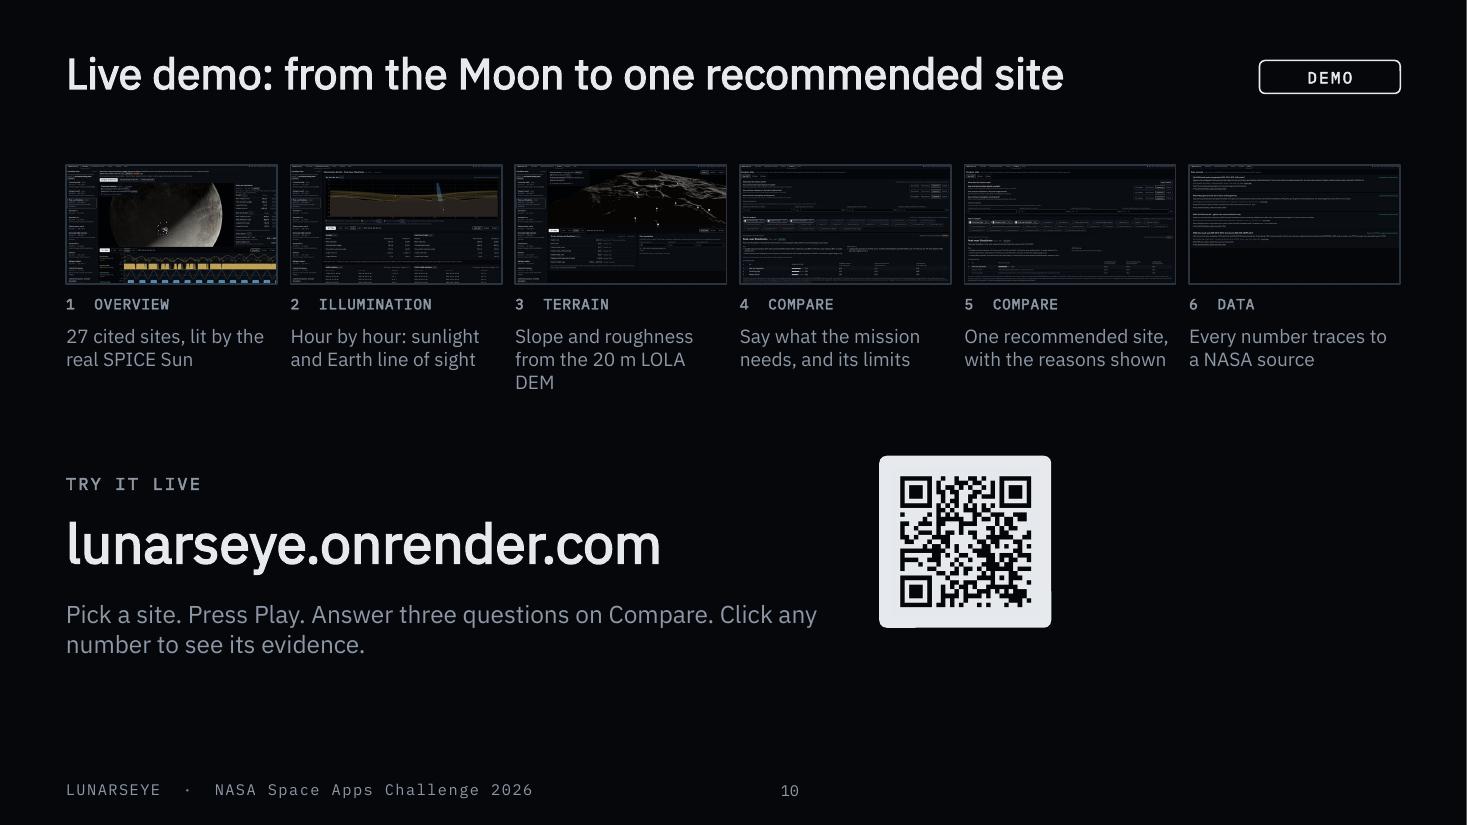 Live demo: from the Moon to one recommended site
DEMO
1 OVERVIEW
27 cited sites, lit by the
real SPICE Sun
2 ILLUMINATION
Hour by hour: sunlight
and Earth line of sight
3 TERRAIN
Slope and roughness
from the 20 m LOLA
DEM
4 COMPARE
Say what the mission
needs, and its limits
5 COMPARE
One recommended site,
with the reasons shown
6 DATA
Every number traces to
a NASA source
TRY IT LIVE
lunarseye.onrender.com
Pick a site. Press Play. Answer three questions on Compare. Click any
number to see its evidence.
LUNARSEYE · NASA Space Apps Challenge 2026
10